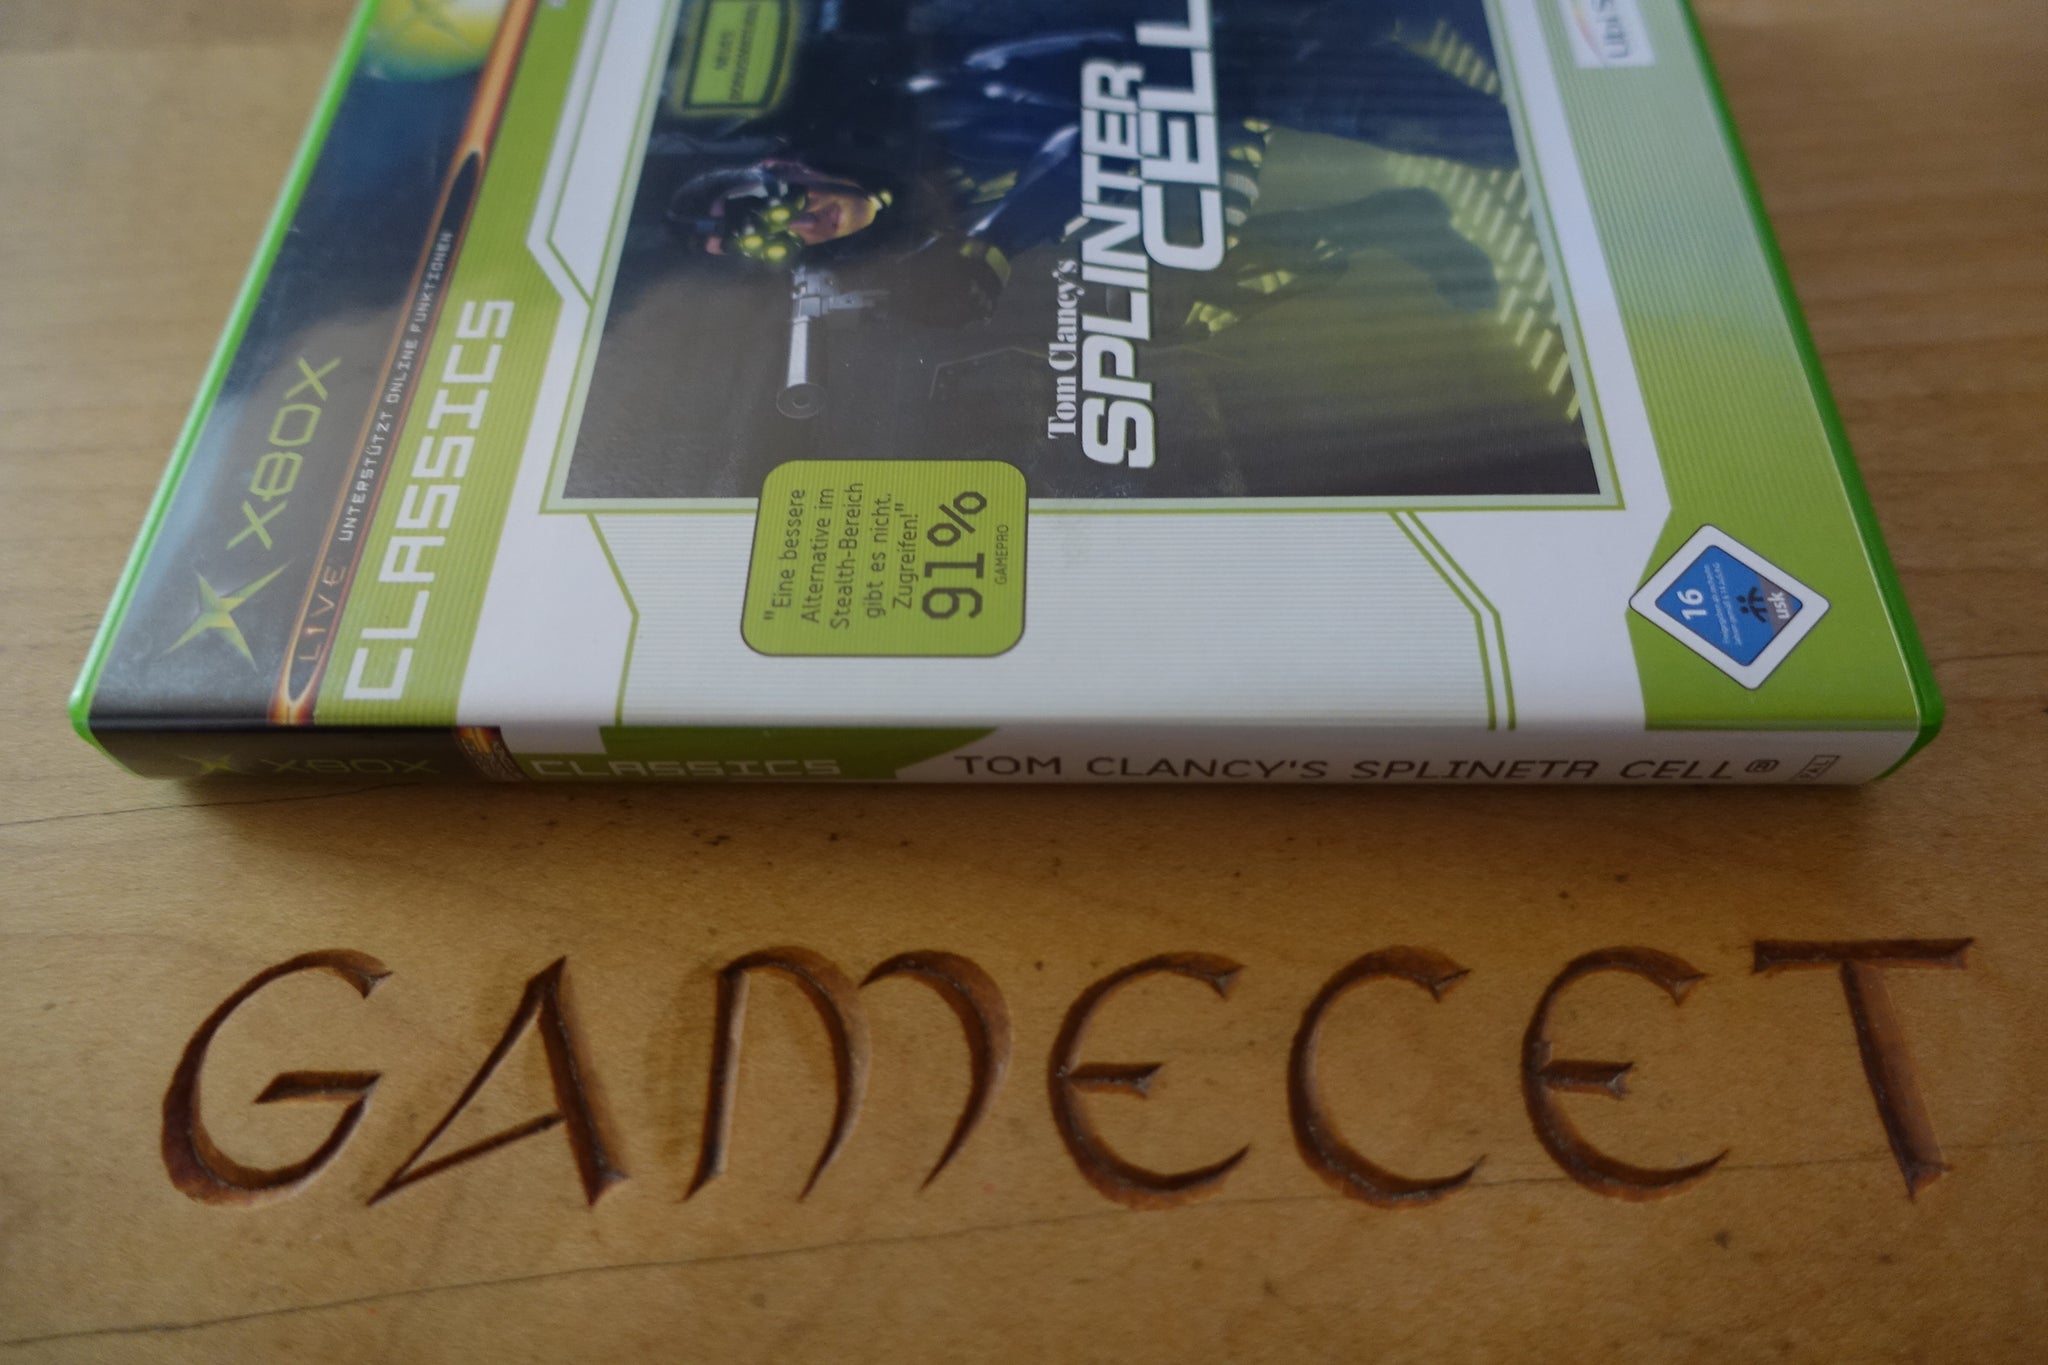 XBOX
LIVE UNTERSTÜTZT ONLINE FUNKTIONEN
CLASSICS
Tom Clancy's
SPLINTER
CELL
"Eine bessere
Alternative im
Stealth-Bereich
gibt es nicht.
Zugreifen!"
91%
GAMEPRO
16
usk
XBOX CLASSICS TOM CLANCY'S SPLINETR CELL® PAL
GAMECET